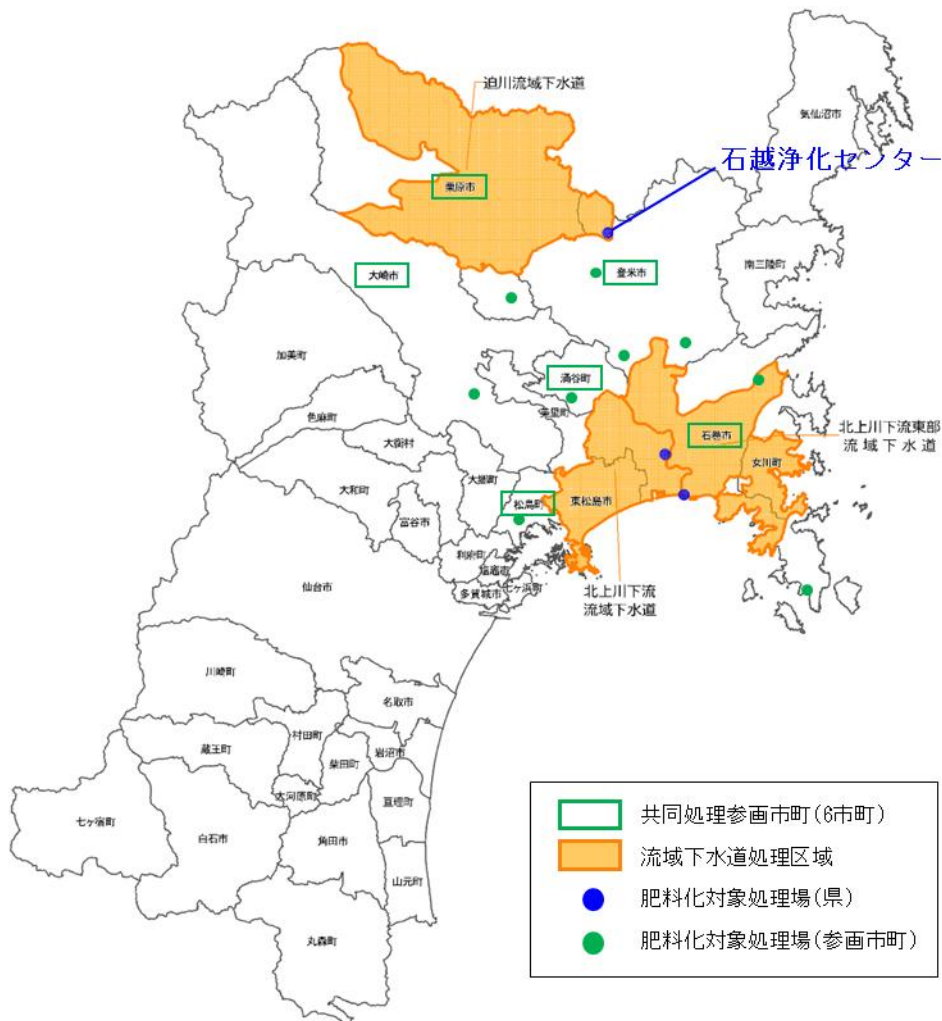 迫川流域下水道
気仙沼市
石越浄化センター
栗原市
大崎市
登米市
南三陸町
加美町
涌谷町
美里町
色麻町
大衡村
石巻市
北上川下流東部
流域下水道
女川町
大郷町
大和町
松島町
東松島市
富谷市
利府町
塩竈市
仙台市
多賀城市
七ヶ浜町
北上川下流
流域下水道
川崎町
名取市
村田町
蔵王町
柴田町
岩沼市
大河原町
亘理町
七ヶ宿町
白石市
角田市
山元町
丸森町
共同処理参画市町(6市町)
流域下水道処理区域
肥料化対象処理場(県)
肥料化対象処理場(参画市町)